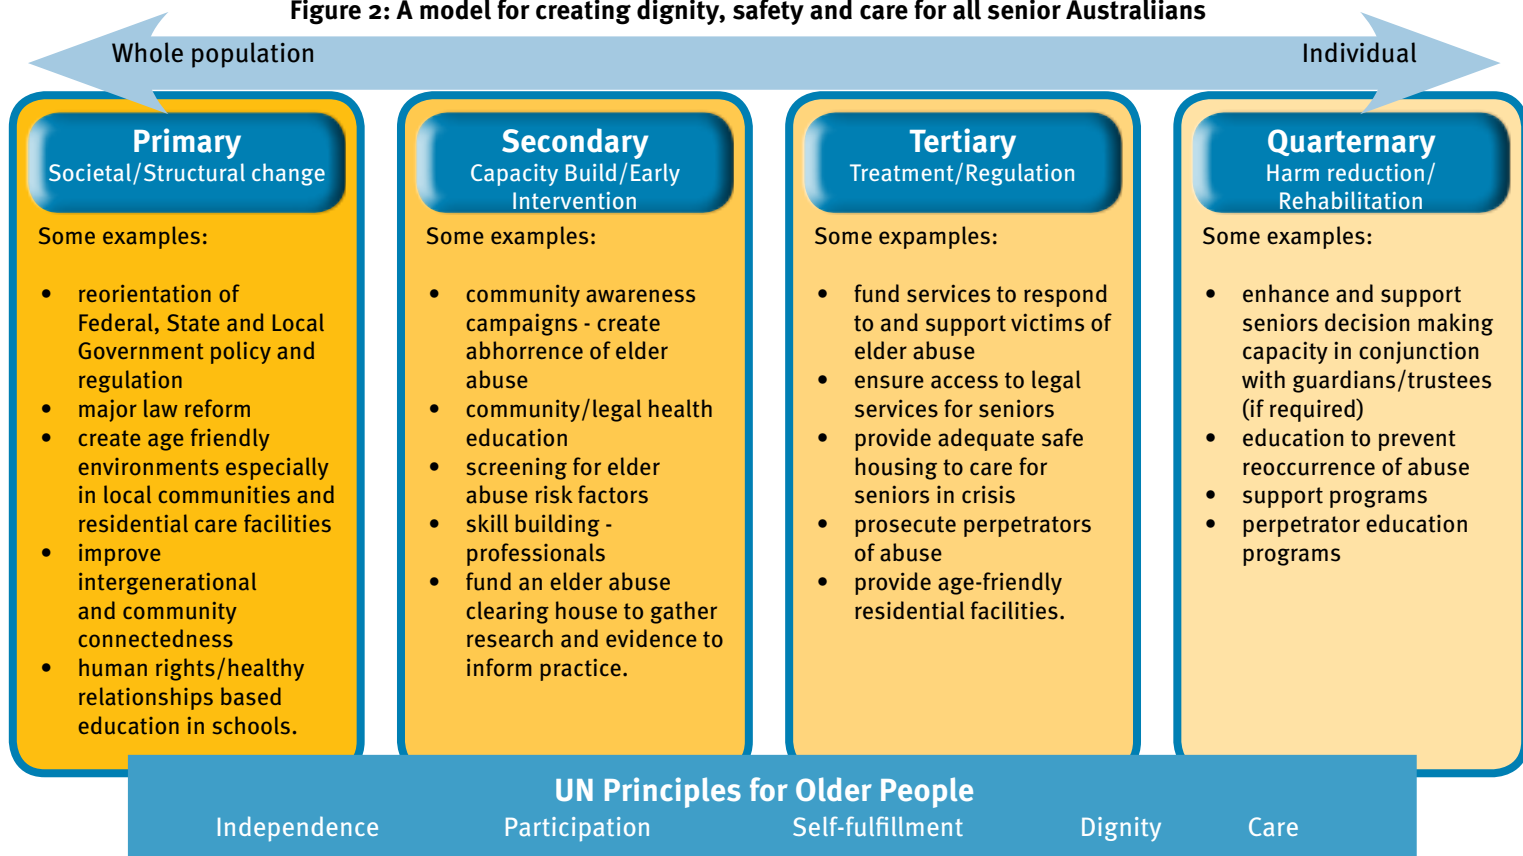 Figure 2: A model for creating dignity, safety and care for all senior Australiians
Whole population
Individual
Primary
Societal/Structural change
Some examples:
• reorientation of
Federal, State and Local
Government policy and
regulation
• major law reform
• create age friendly
environments especially
in local communities and
residential care facilities
• improve
intergenerational
and community
connectedness
• human rights/healthy
relationships based
education in schools.
Secondary
Capacity Build/Early
Intervention
Some examples:
• community awareness
campaigns - create
abhorrence of elder
abuse
• community/legal health
education
• screening for elder
abuse risk factors
• skill building -
professionals
• fund an elder abuse
clearing house to gather
research and evidence to
inform practice.
Tertiary
Treatment/Regulation
Some expamples:
• fund services to respond
to and support victims of
elder abuse
• ensure access to legal
services for seniors
• provide adequate safe
housing to care for
seniors in crisis
• prosecute perpetrators
of abuse
• provide age-friendly
residential facilities.
Quarternary
Harm reduction/
Rehabilitation
Some examples:
• enhance and support
seniors decision making
capacity in conjunction
with guardians/trustees
(if required)
• education to prevent
reoccurrence of abuse
• support programs
• perpetrator education
programs
UN Principles for Older People
Independence Participation Self-fulfillment Dignity Care